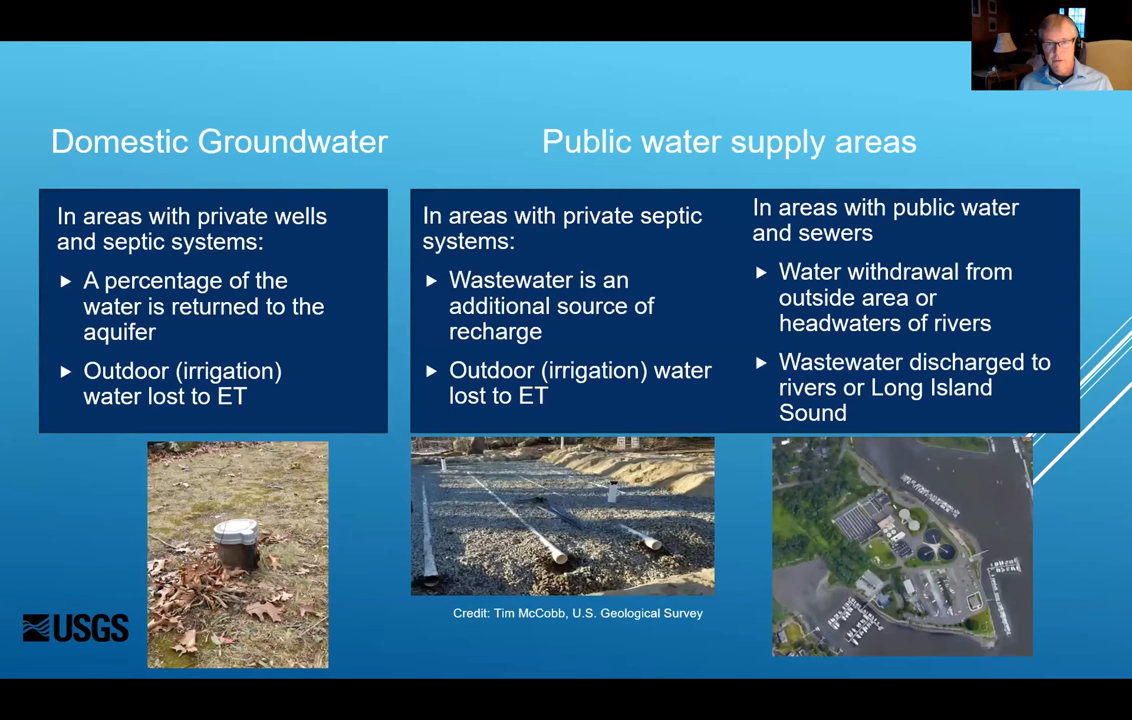 Domestic Groundwater
Public water supply areas
In areas with private wells
and septic systems:
A percentage of the
water is returned to the
aquifer
Outdoor (irrigation)
water lost to ET
In areas with private septic
systems:
Wastewater is an
additional source of
recharge
Outdoor (irrigation) water
lost to ET
In areas with public water
and sewers
Water withdrawal from
outside area or
headwaters of rivers
Wastewater discharged to
rivers or Long Island
Sound
Credit: Tim McCobb, U.S. Geological Survey
USGS